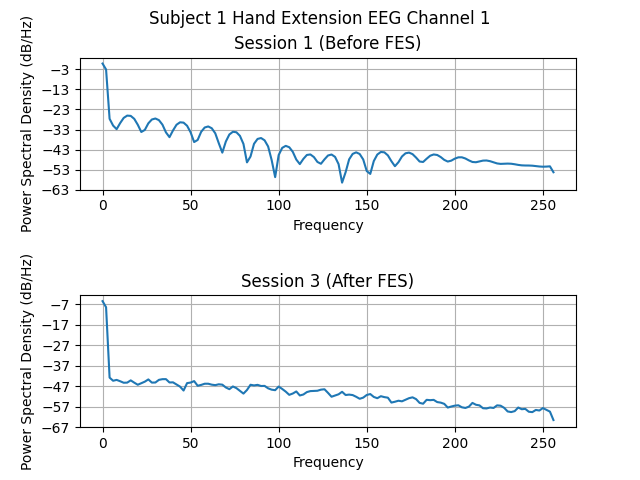 Subject 1 Hand Extension EEG Channel 1
Session 1 (Before FES)
Power Spectral Density (dB/Hz)
−3
−13
−23
−33
−43
−53
−63
0 50 100 150 200 250
Frequency
Session 3 (After FES)
Power Spectral Density (dB/Hz)
−7
−17
−27
−37
−47
−57
−67
0 50 100 150 200 250
Frequency